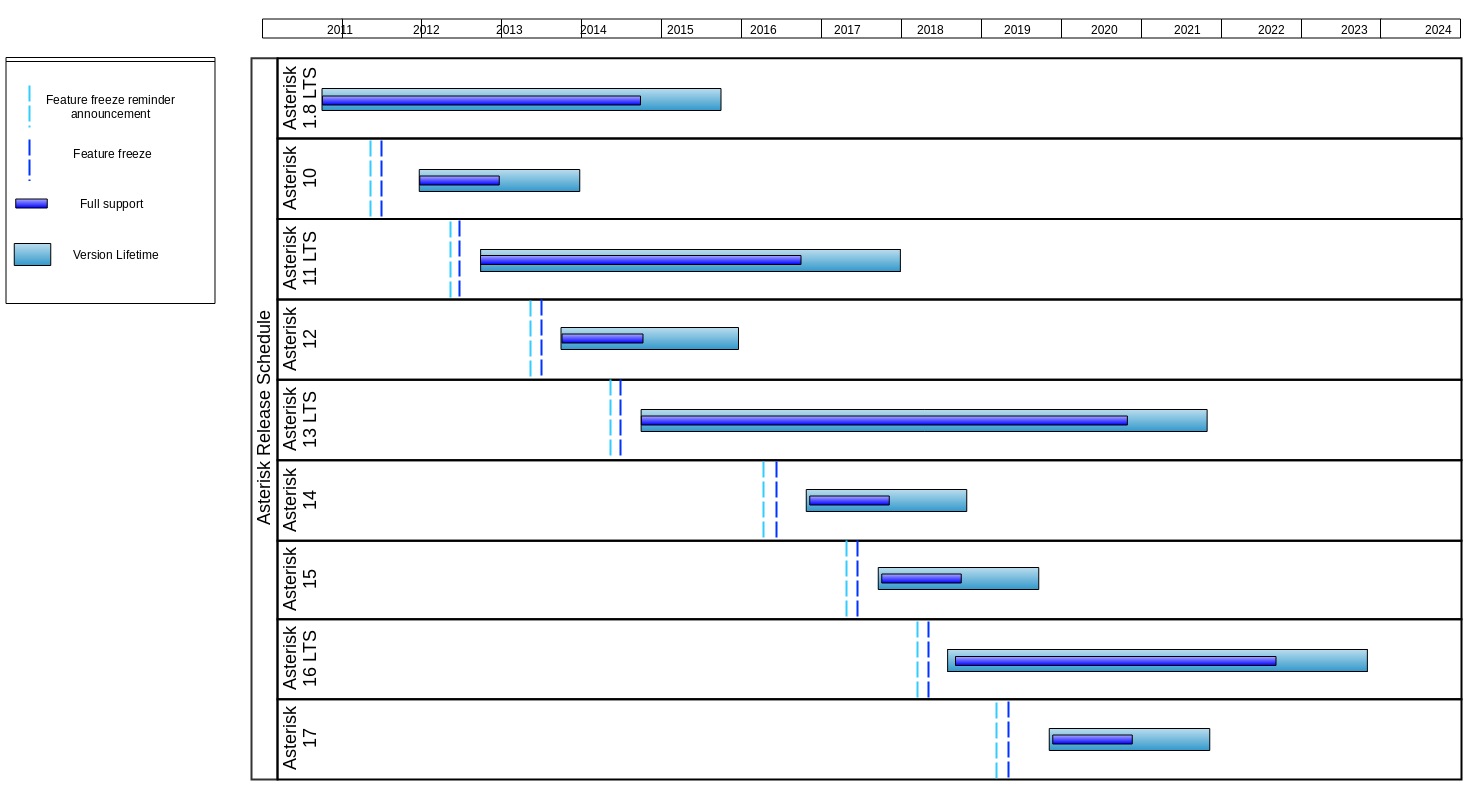 2011 2012 2013 2014 2015 2016 2017 2018 2019 2020 2021 2022 2023 2024
Feature freeze reminder
announcement
Feature freeze
Full support
Version Lifetime
Asterisk Release Schedule
Asterisk
1.8 LTS
Asterisk
10
Asterisk
11 LTS
Asterisk
12
Asterisk
13 LTS
Asterisk
14
Asterisk
15
Asterisk
16 LTS
Asterisk
17